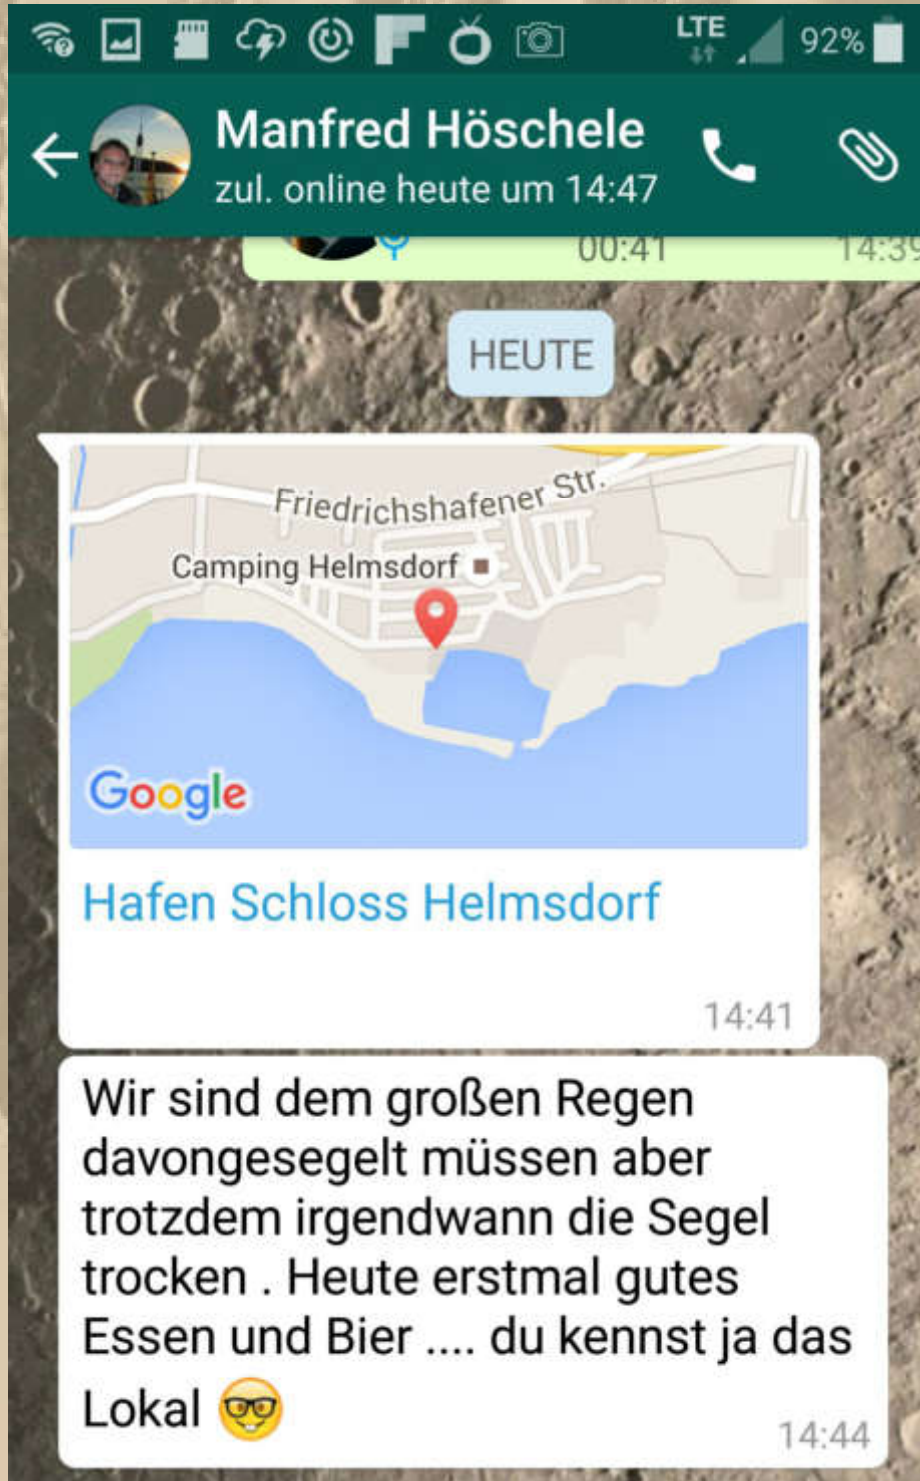 LTE
92%
Manfred Höschele
zul. online heute um 14:47
00:41
14:39
HEUTE
Friedrichshafener Str.
Camping Helmsdorf
Google
Hafen Schloss Helmsdorf
14:41
Wir sind dem großen Regen
davongesegelt müssen aber
trotzdem irgendwann die Segel
trocken . Heute erstmal gutes
Essen und Bier .... du kennst ja das
Lokal 🤓
14:44